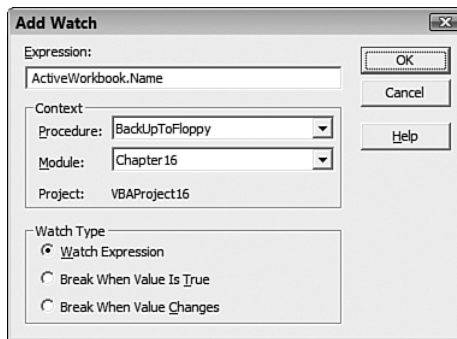 Add Watch
Expression:
ActiveWorkbook.Name
OK
Cancel
Help
Context
Procedure: BackUpToFloppy
Module: Chapter16
Project: VBAProject16
Watch Type
Watch Expression
Break When Value Is True
Break When Value Changes